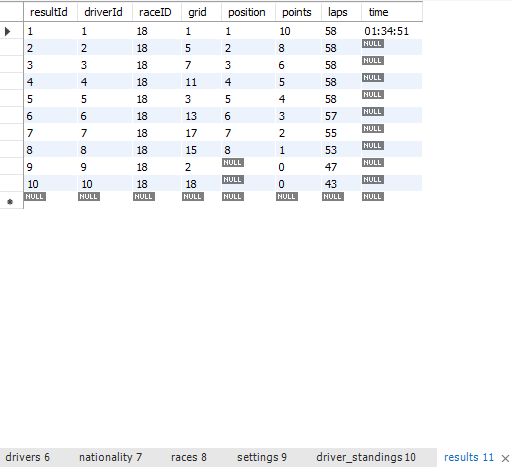 resultId driverId raceID grid position points laps time
1 1 18 1 1 10 58 01:34:51
2 2 18 5 2 8 58 NULL
3 3 18 7 3 6 58 NULL
4 4 18 11 4 5 58 NULL
5 5 18 3 5 4 58 NULL
6 6 18 13 6 3 57 NULL
7 7 18 17 7 2 55 NULL
8 8 18 15 8 1 53 NULL
9 9 18 2 NULL 0 47 NULL
10 10 18 18 NULL 0 43 NULL
NULL NULL NULL NULL NULL NULL NULL NULL
drivers 6 nationality 7 races 8 settings 9 driver_standings 10 results 11